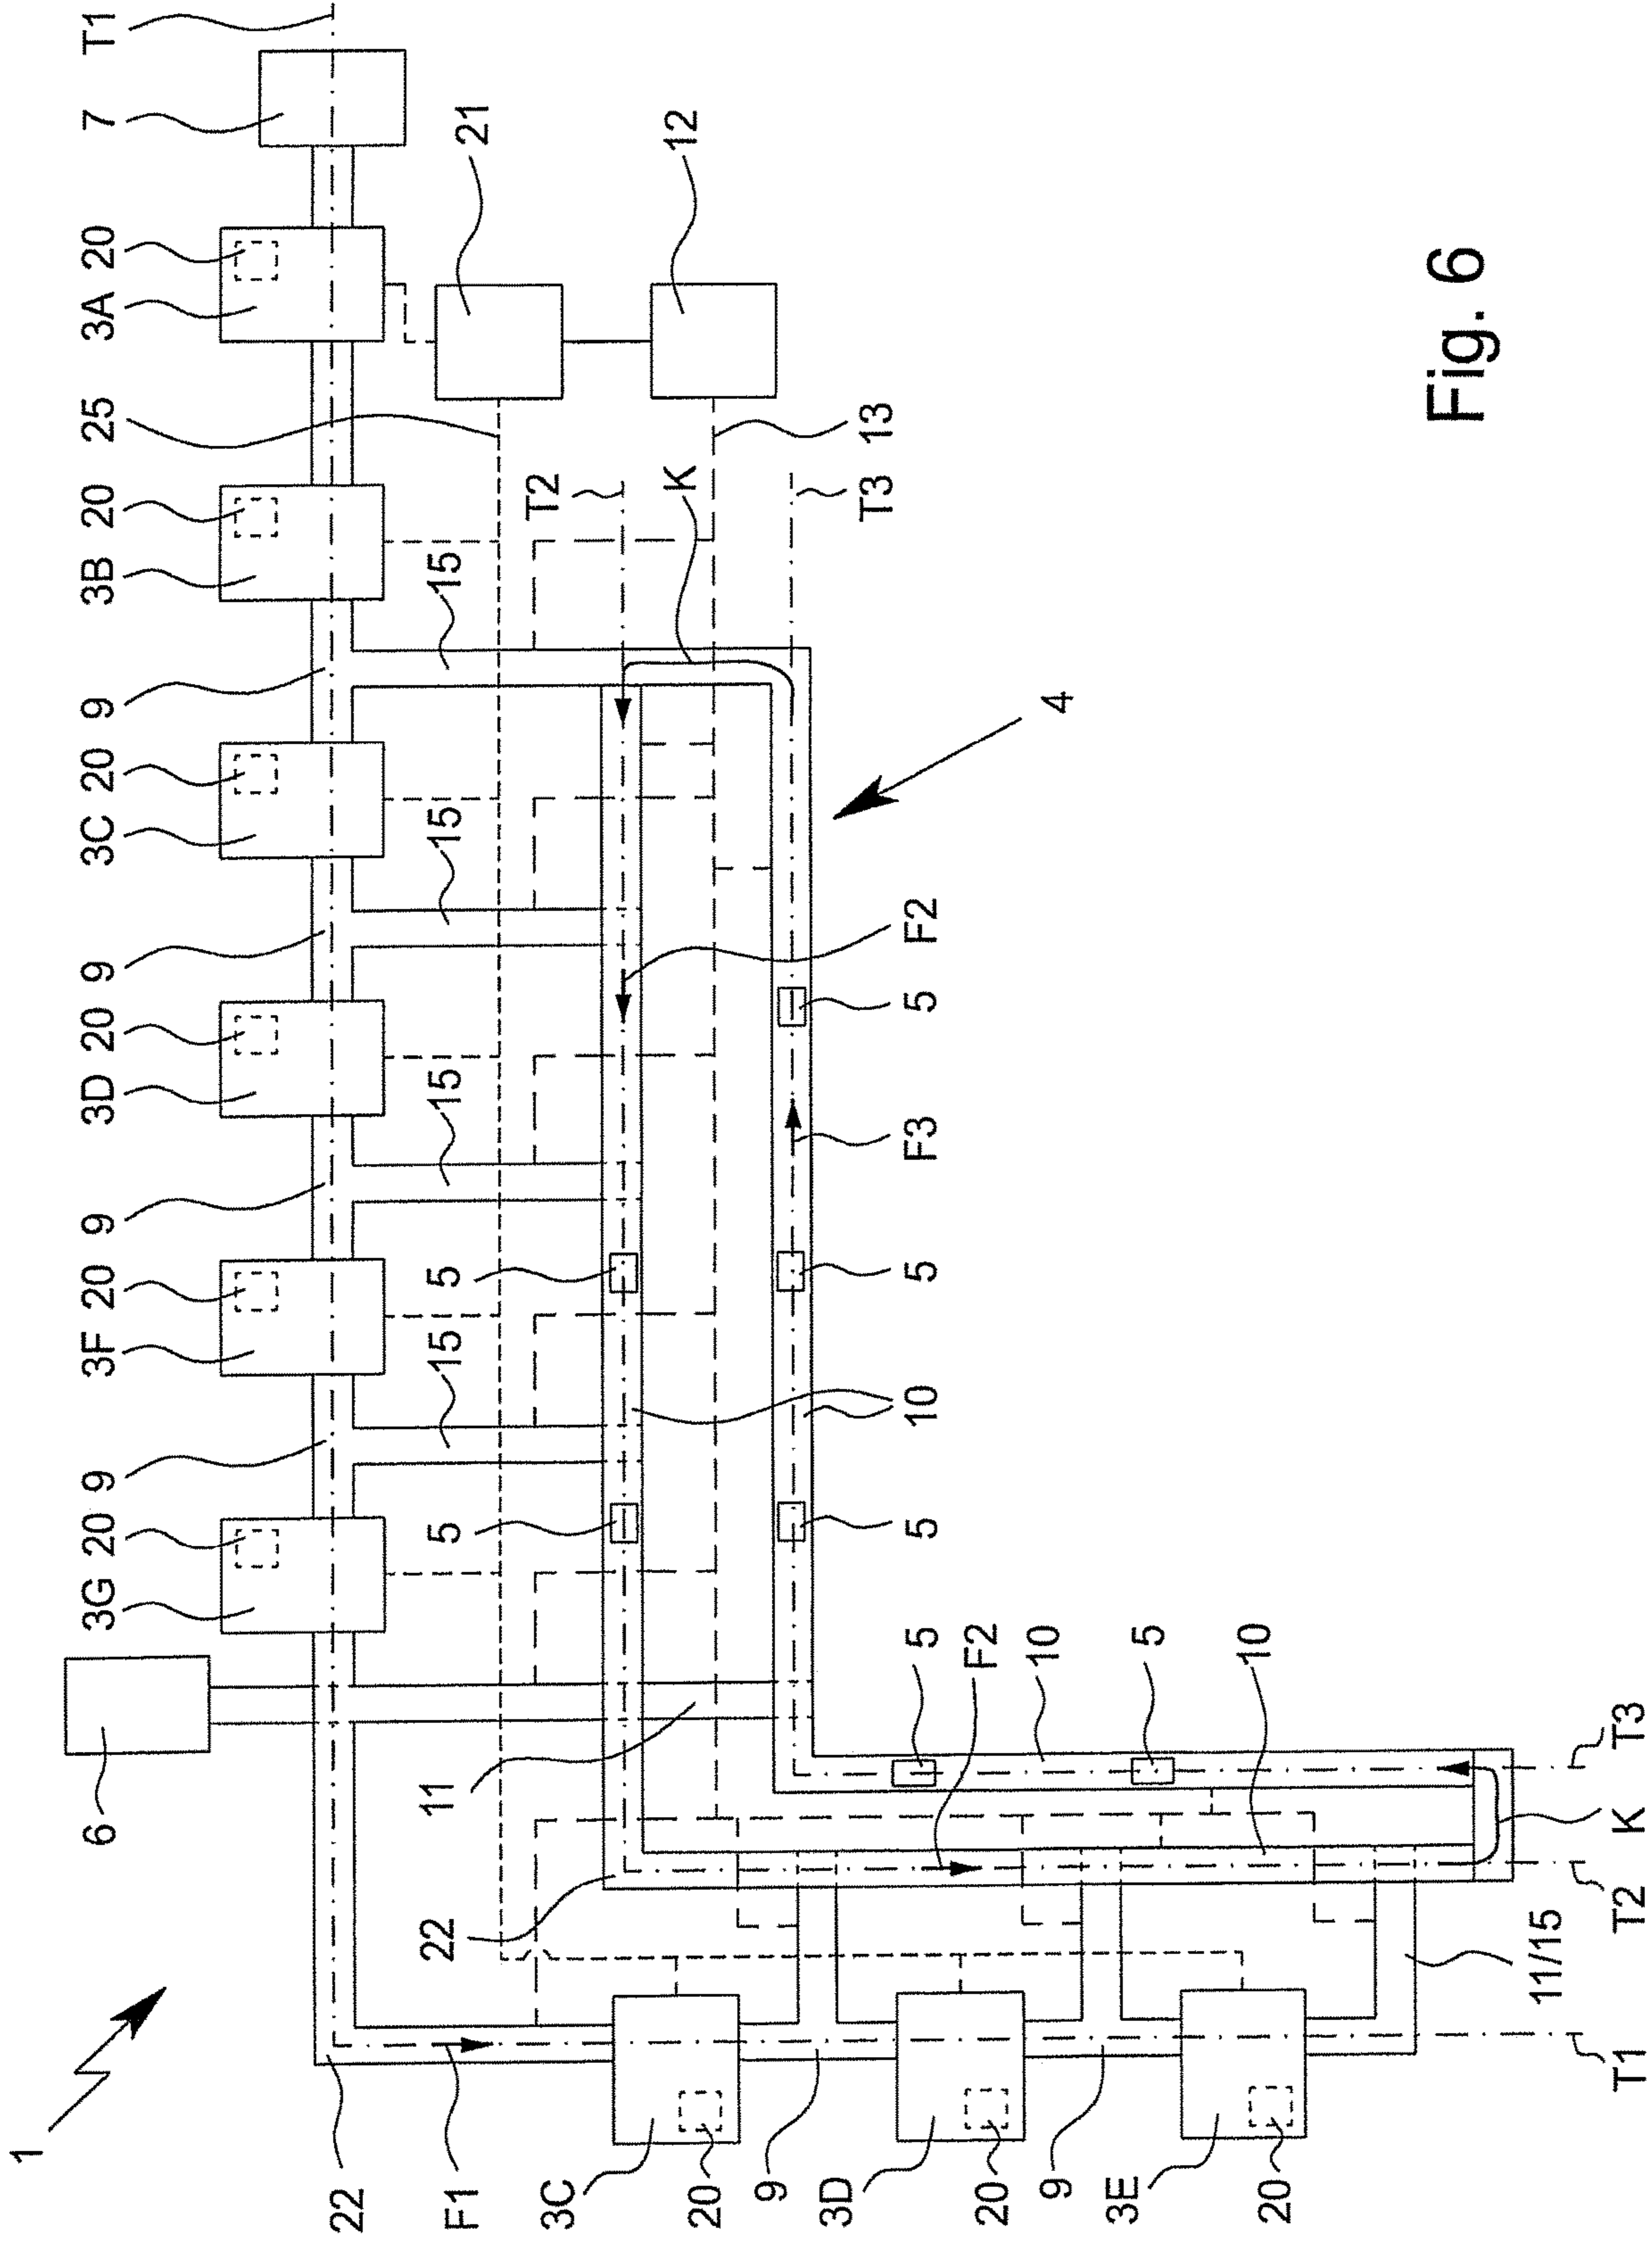 1
6 3G 20 9 3F 20 9 3D 20 9 3C 20 9 3B 20 25 3A 20 7 T1
22
F1 22 11 5 15 5 15 15 15 21
3C T2
20 K 12
9
3D T3 13
5 5 10 5 F3 5 F2
20 F2
9 10 4
3E 5
20 10
Fig. 6
11/15
T1 T2 K T3